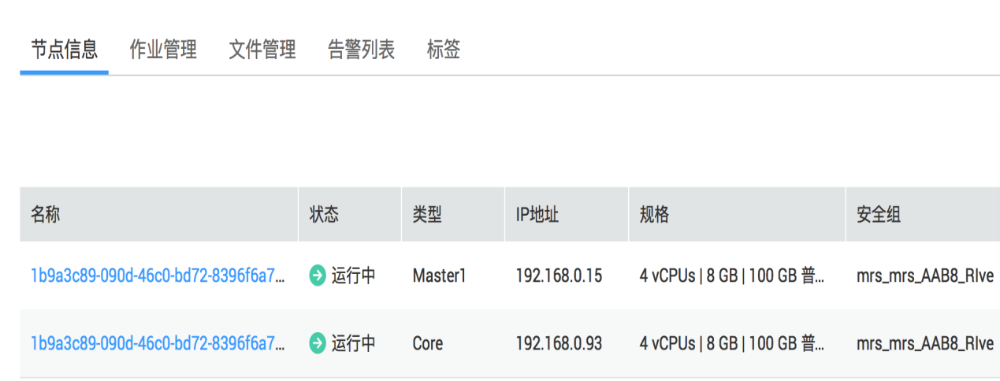 节点信息 作业管理 文件管理 告警列表 标签
名称 状态 类型 IP地址 规格 安全组
1b9a3c89-090d-46c0-bd72-8396f6a7... 运行中 Master1 192.168.0.15 4 vCPUs | 8 GB | 100 GB 普... mrs_mrs_AAB8_Rlve
1b9a3c89-090d-46c0-bd72-8396f6a7... 运行中 Core 192.168.0.93 4 vCPUs | 8 GB | 100 GB 普... mrs_mrs_AAB8_Rlve